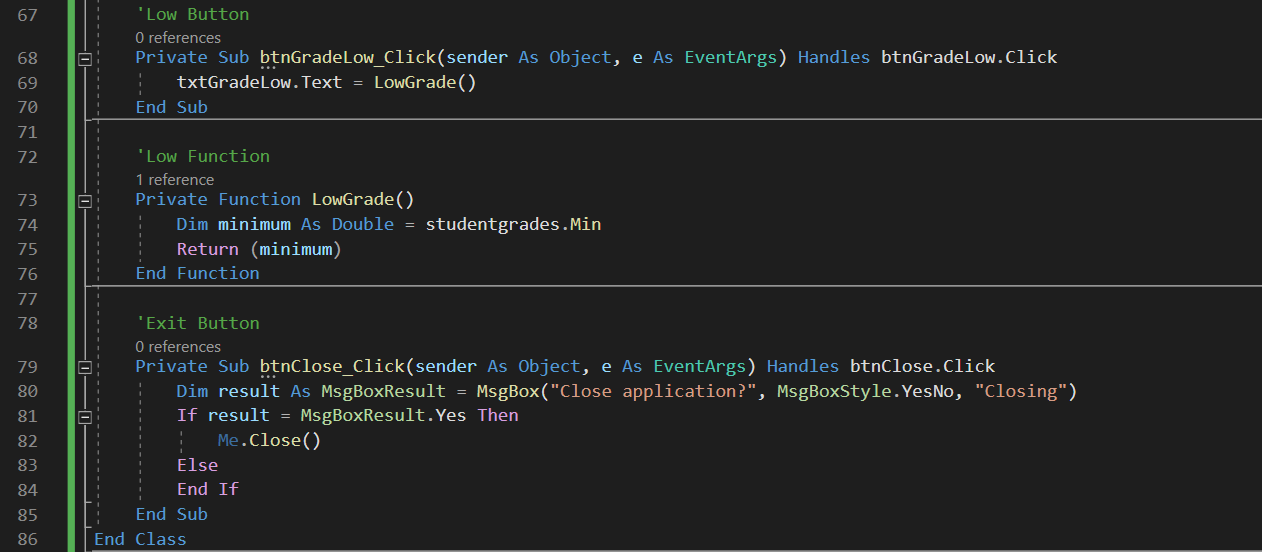 67 'Low Button
0 references
68 Private Sub btnGradeLow_Click(sender As Object, e As EventArgs) Handles btnGradeLow.Click
69 txtGradeLow.Text = LowGrade()
70 End Sub
71
72 'Low Function
1 reference
73 Private Function LowGrade()
74 Dim minimum As Double = studentgrades.Min
75 Return (minimum)
76 End Function
77
78 'Exit Button
0 references
79 Private Sub btnClose_Click(sender As Object, e As EventArgs) Handles btnClose.Click
80 Dim result As MsgBoxResult = MsgBox("Close application?", MsgBoxStyle.YesNo, "Closing")
81 If result = MsgBoxResult.Yes Then
82 Me.Close()
83 Else
84 End If
85 End Sub
86 End Class